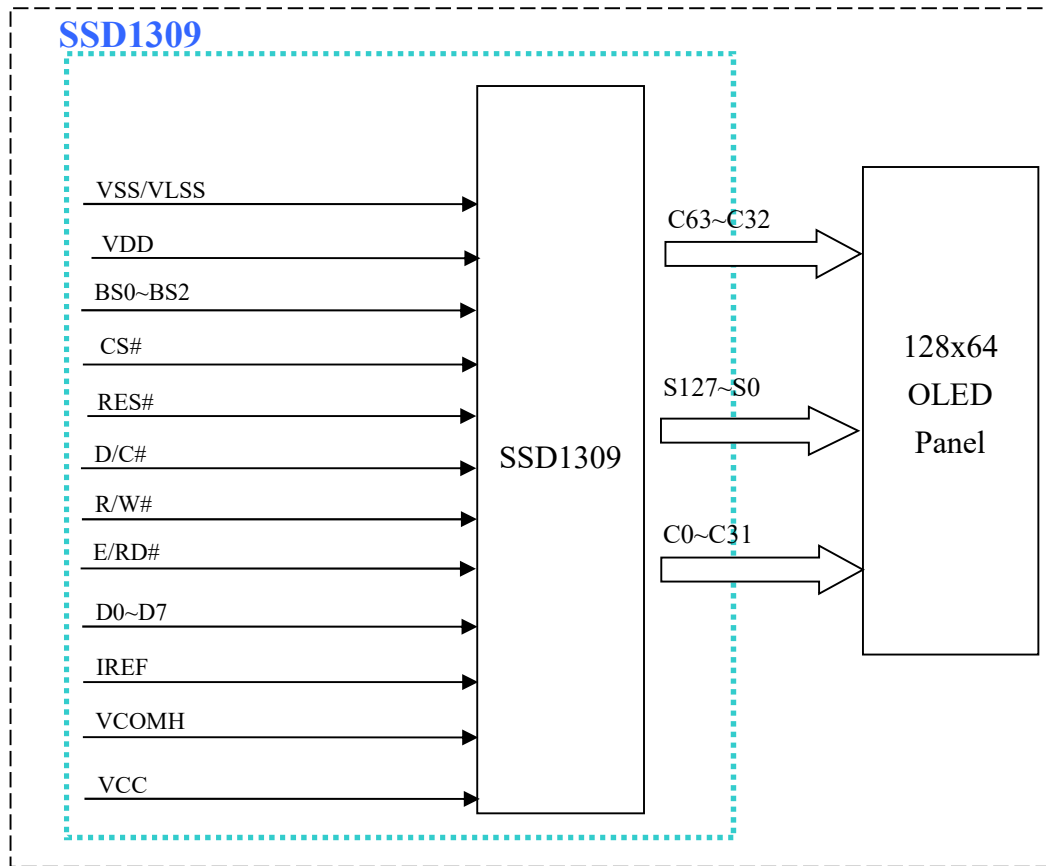 SSD1309
VSS/VLSS
VDD
BS0~BS2
CS#
RES#
D/C#
R/W#
E/RD#
D0~D7
IREF
VCOMH
VCC
SSD1309
C63~C32
S127~S0
C0~C31
128x64
OLED
Panel